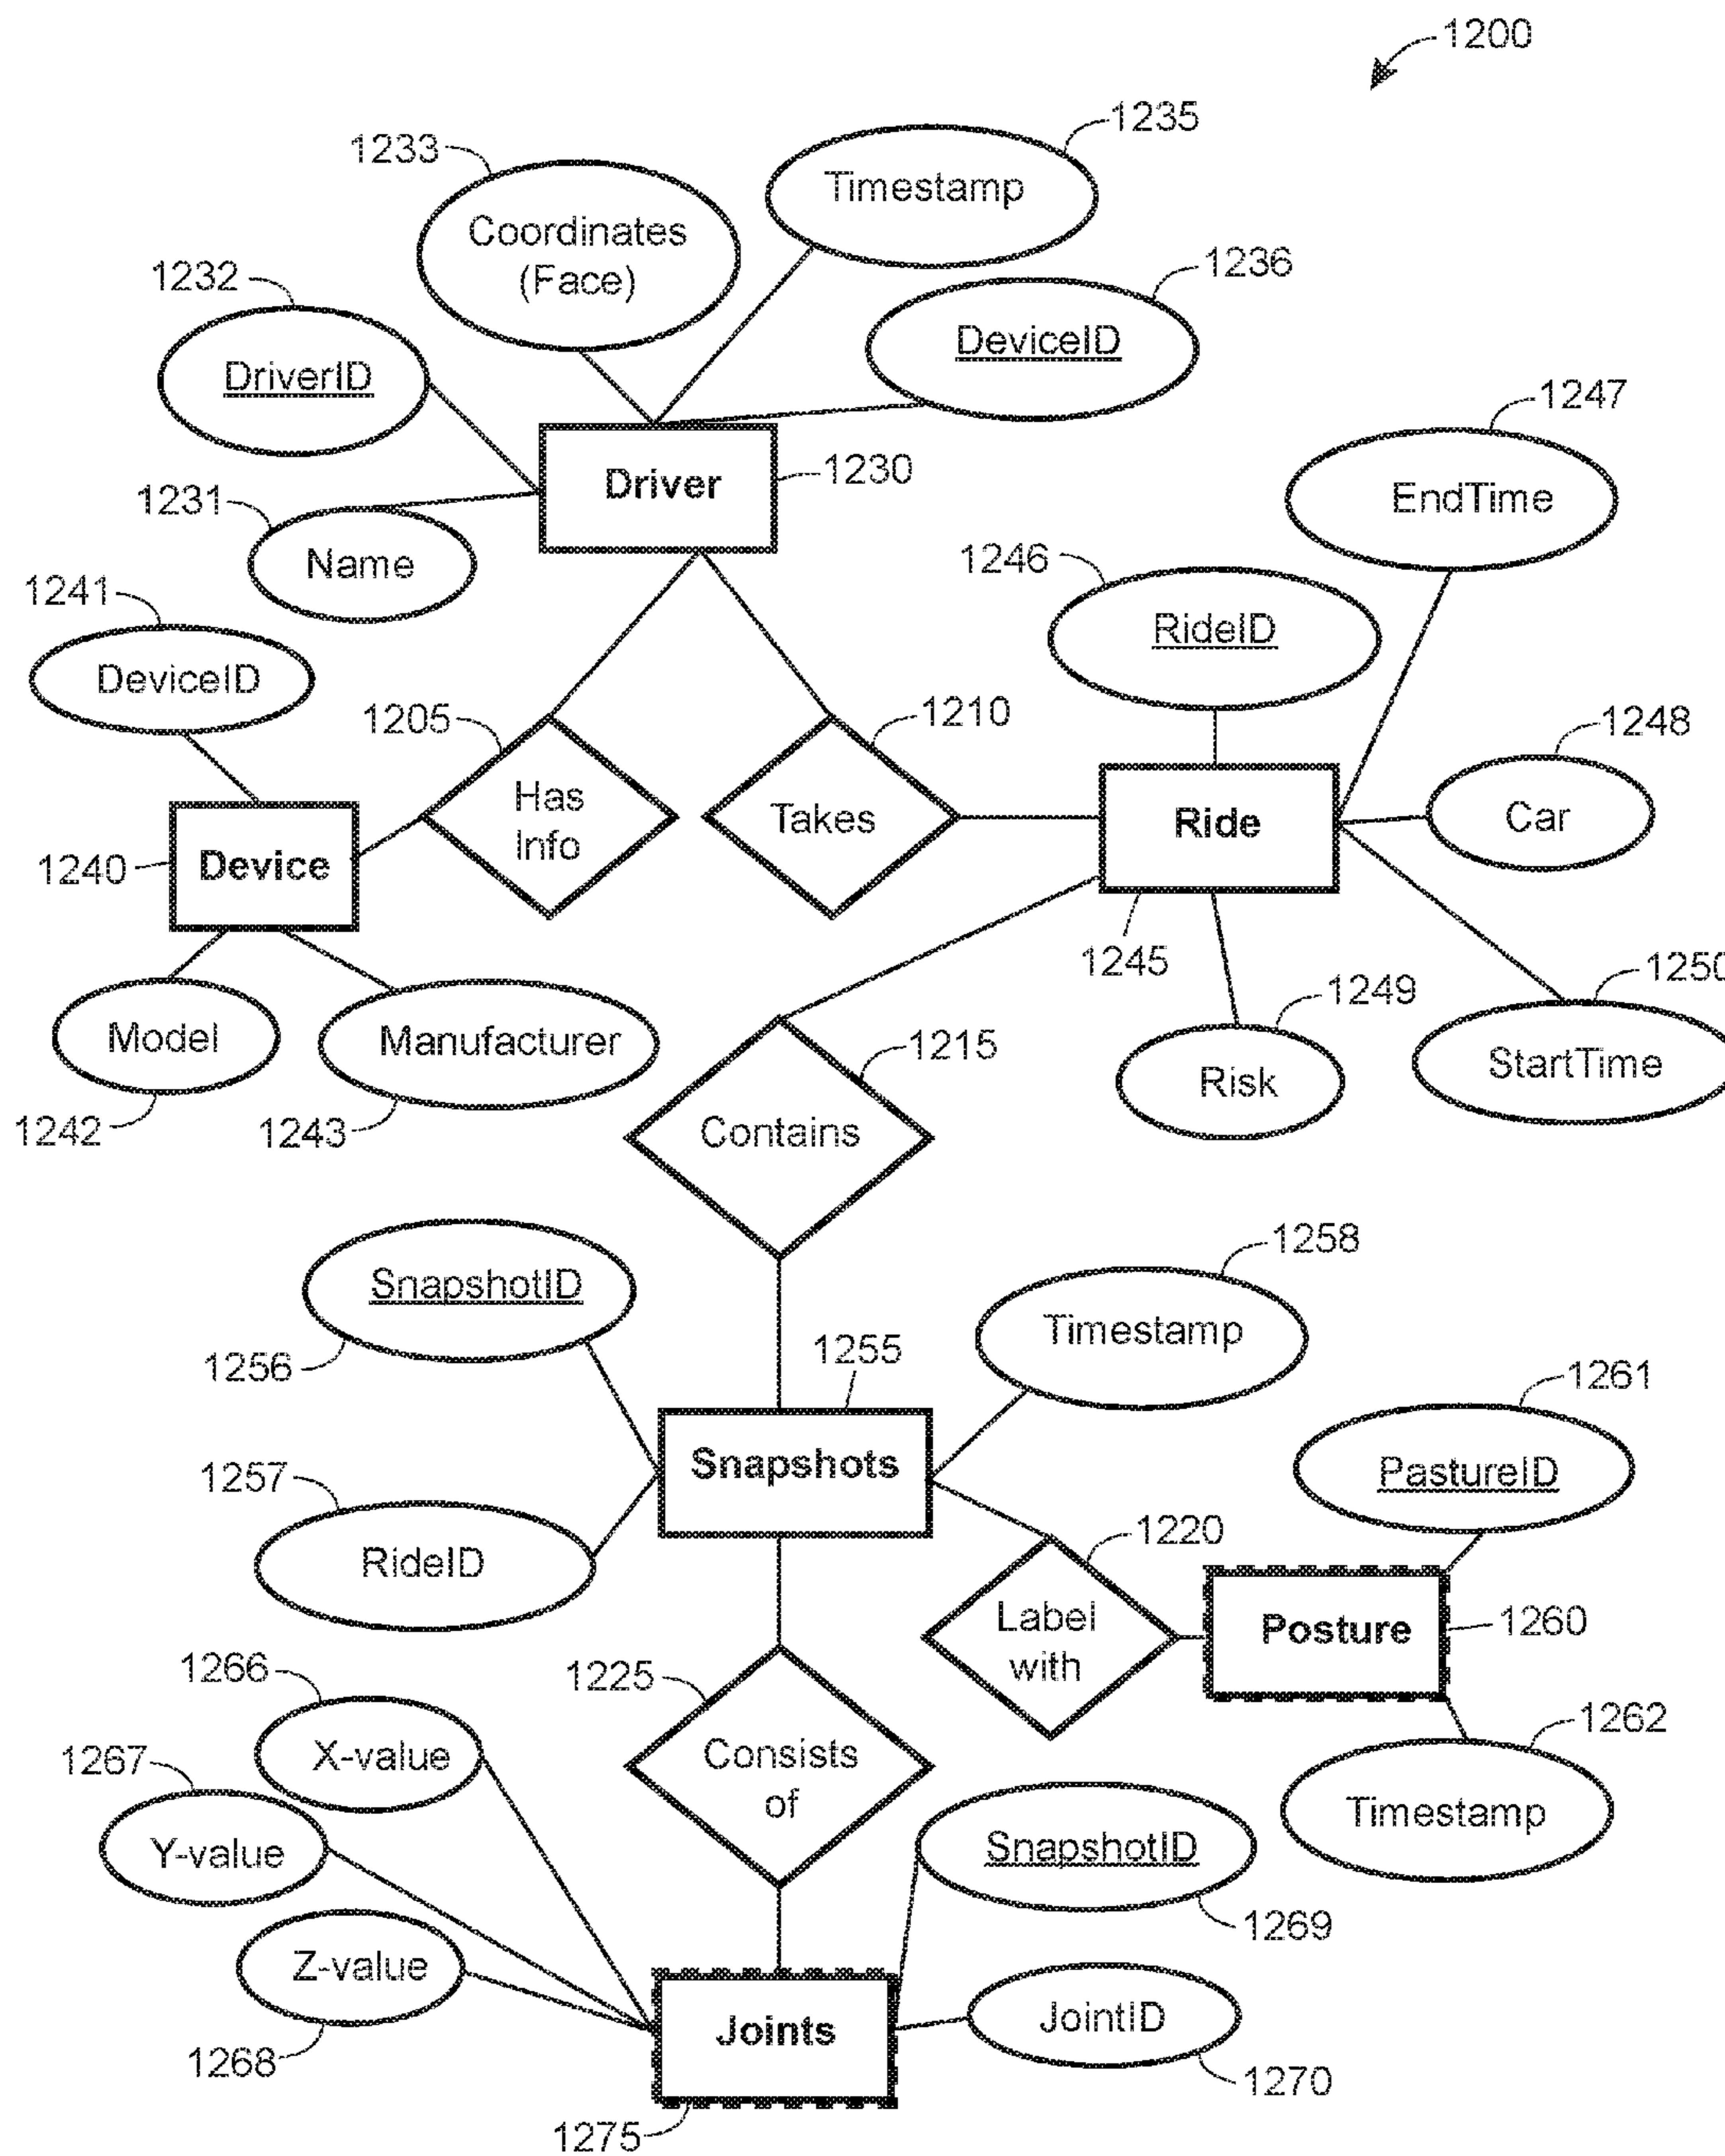 1200
1235
1233
Timestamp
Coordinates
(Face)
1236
1232
DeviceID
DriverID
1247
Driver
1230
EndTime
1231
1246
Name
1241
RideID
DeviceID
1205
1210
1248
Has
Info
Takes
Ride
Car
1240
Device
1245
1250
1249
Model
Manufacturer
1215
StartTime
Risk
1242
1243
Contains
1258
SnapshotID
Timestamp
1256
1255
1261
Snapshots
PastureID
1257
1220
RideID
Label
with
Posture
1260
1266
1225
1262
1267
X-value
Consists
of
Timestamp
Y-value
SnapshotID
1269
Z-value
Joints
JointID
1268
1270
1275